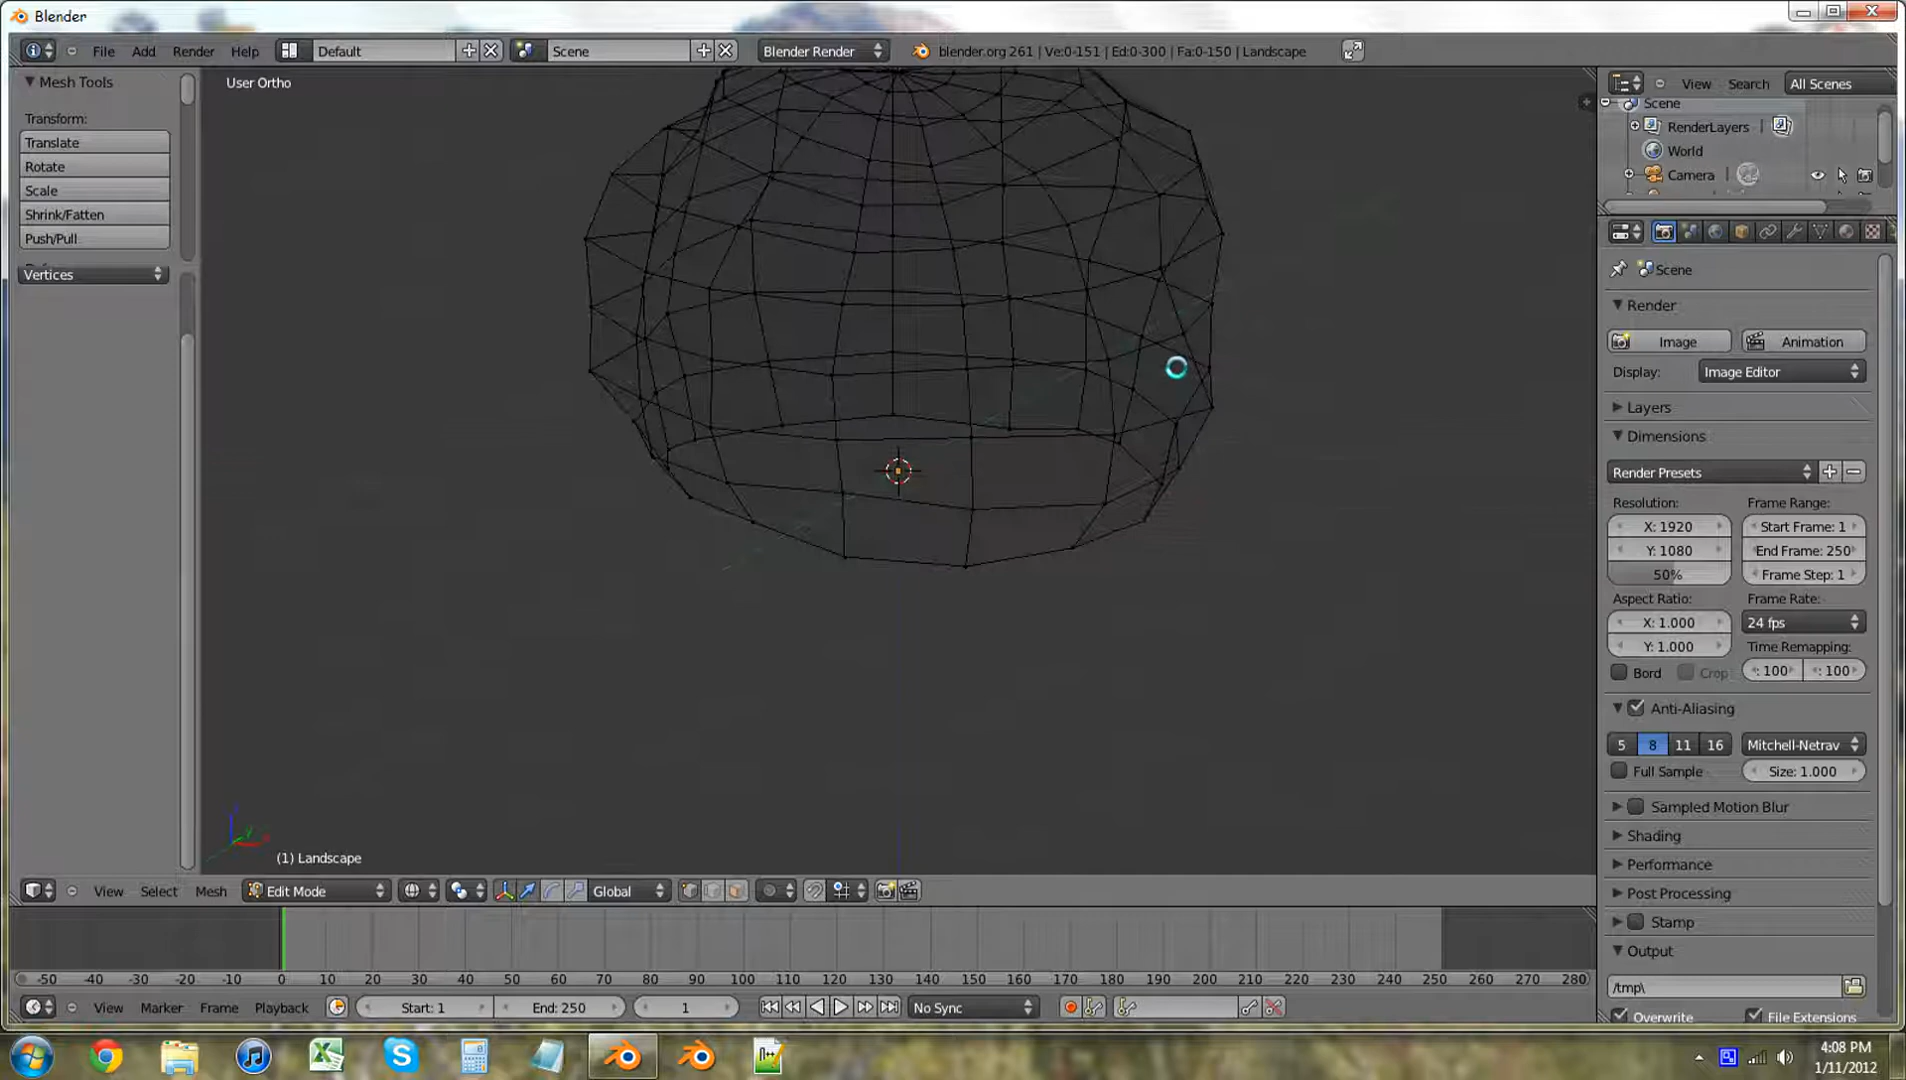 Blender
File Add Render Help Default Scene Blender Render blender.org 261 | Ve:0-151 | Ed:0-300 | Fa:0-150 | Landscape
Mesh Tools
Transform:
Translate
Rotate
Scale
Shrink/Fatten
Push/Pull
Vertices
User Ortho
(1) Landscape
View Search All Scenes
Scene
RenderLayers |
World
Camera |
Scene
Render
Image Animation
Display: Image Editor
Layers
Dimensions
Render Presets
Resolution: Frame Range:
X: 1920 Start Frame: 1
Y: 1080 End Frame: 250
50% Frame Step: 1
Aspect Ratio: Frame Rate:
X: 1.000 24 fps
Y: 1.000 Time Remapping:
Bord Crop : 100 : 100
Anti-Aliasing
5 8 11 16 Mitchell-Netrav
Full Sample Size: 1.000
Sampled Motion Blur
Shading
Performance
Post Processing
Stamp
Output
/tmp\
Overwrite File Extensions
View Select Mesh Edit Mode Global
-50 -40 -30 -20 -10 0 10 20 30 40 50 60 70 80 90 100 110 120 130 140 150 160 170 180 190 200 210 220 230 240 250 260 270 280
View Marker Frame Playback Start: 1 End: 250 1 No Sync
4:08 PM
1/11/2012